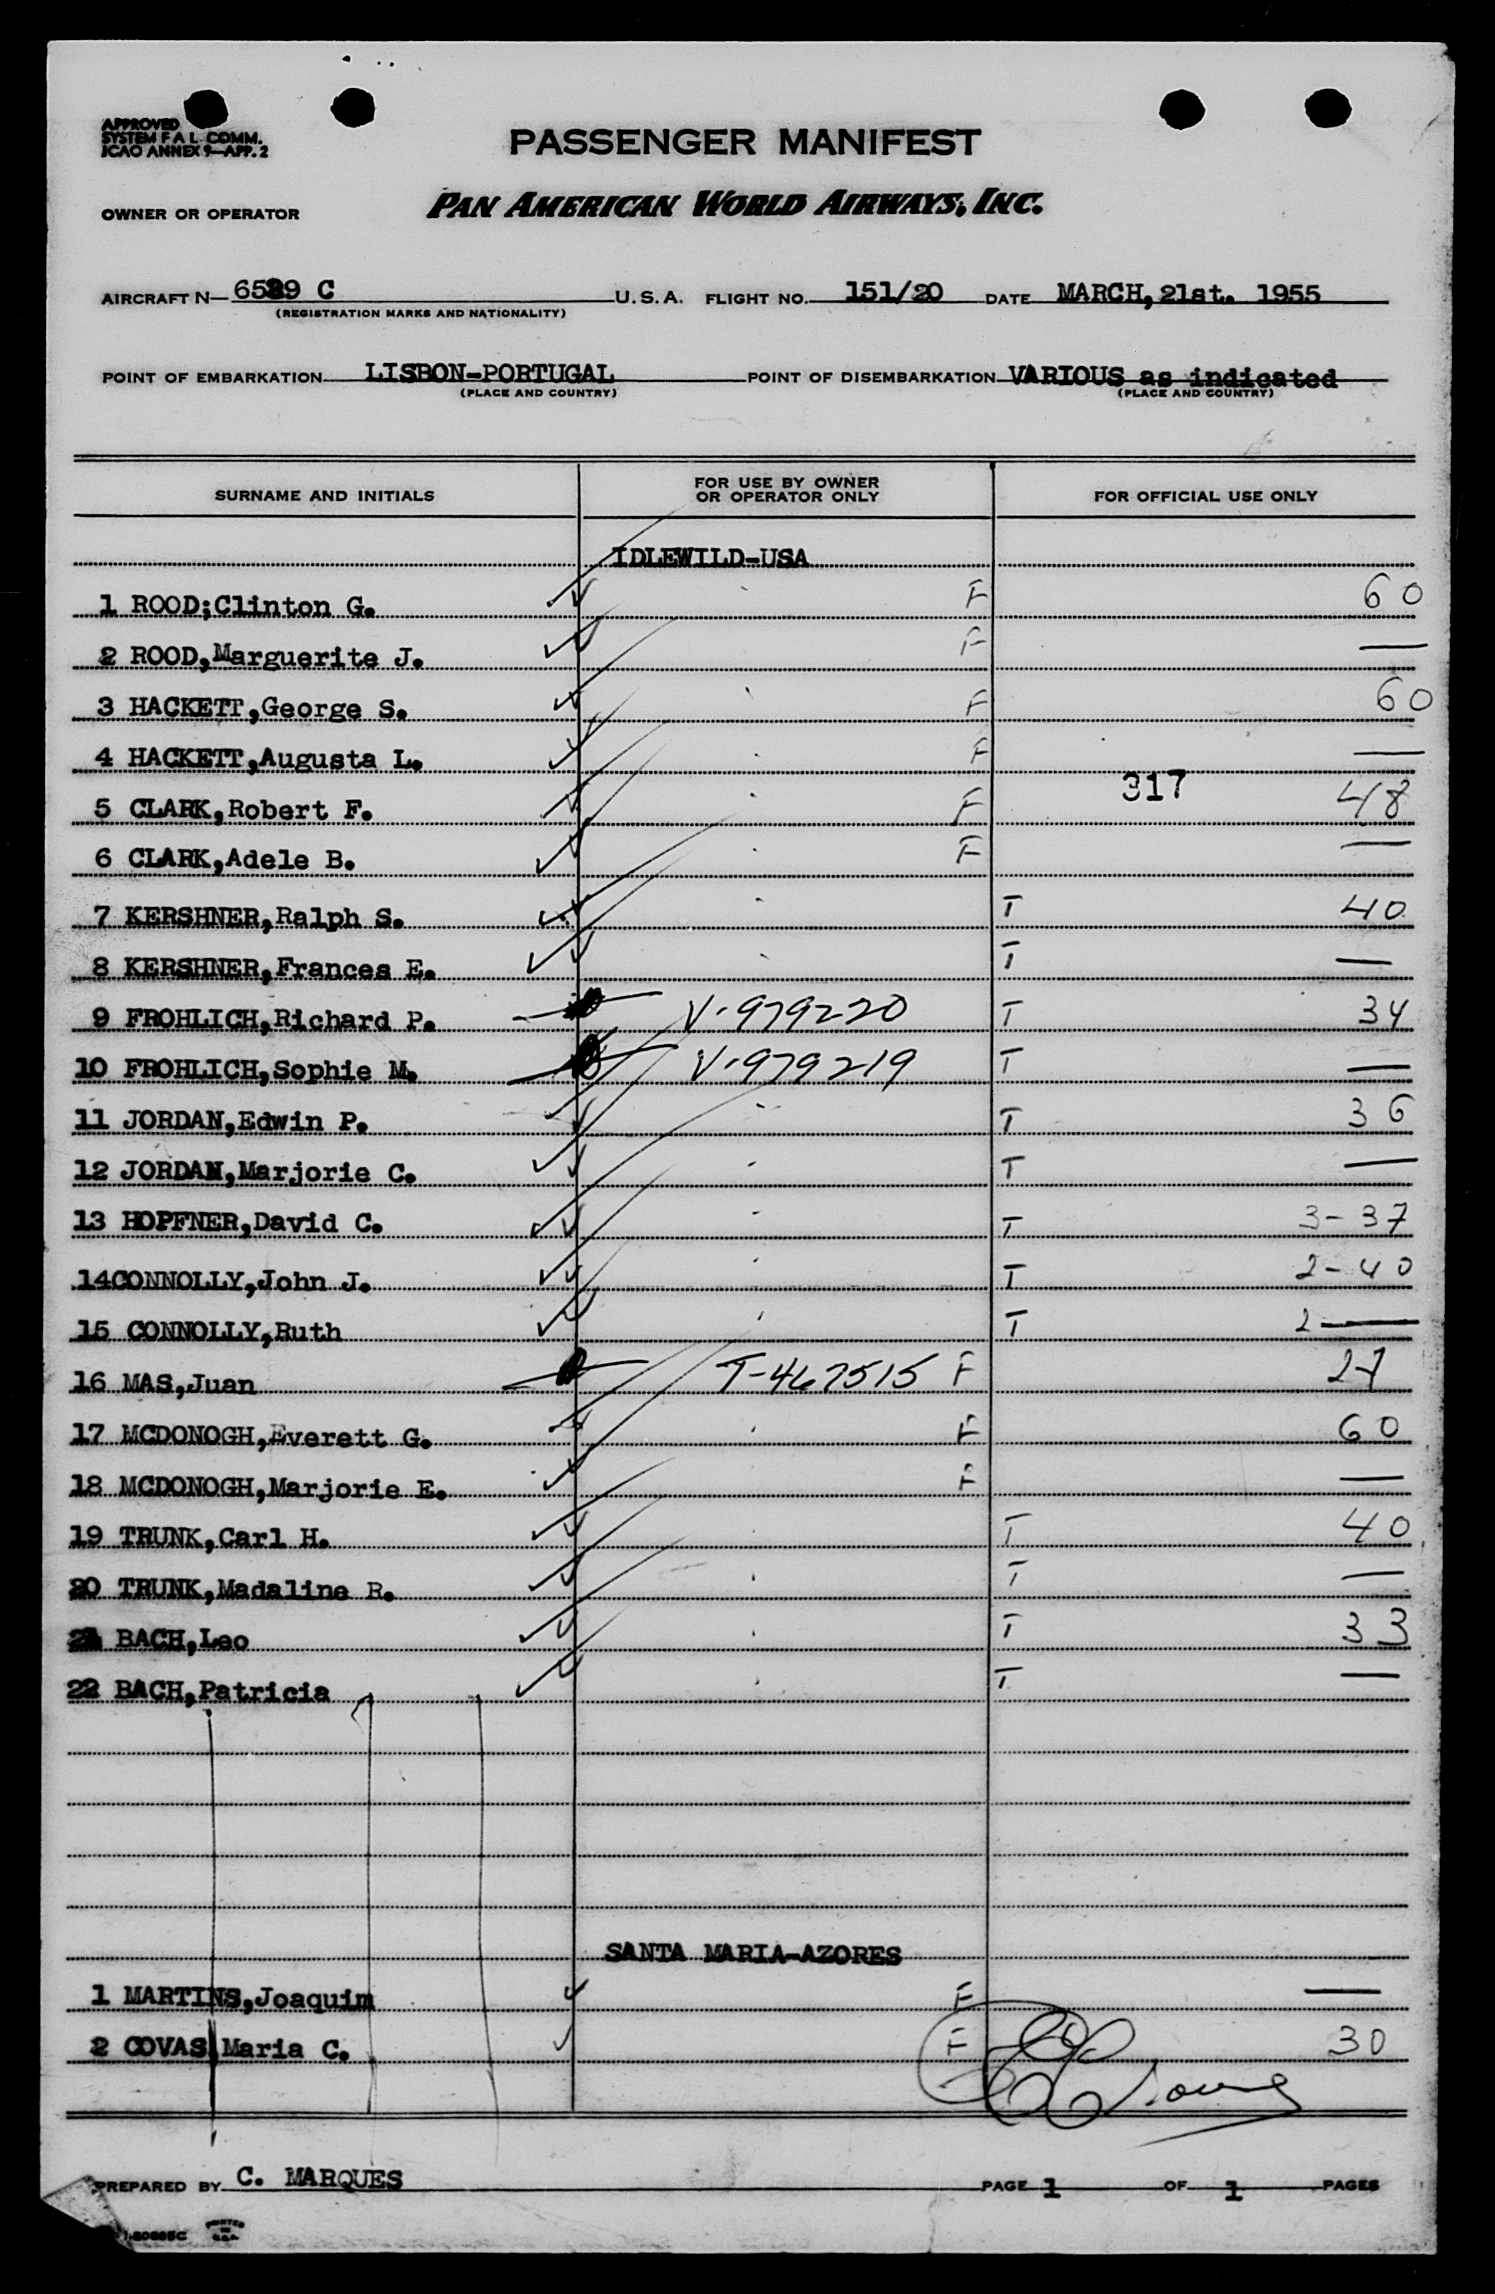 APPROVED
SYSTEM F A L COMM.
ICAO ANNEX 9—APP. 2
PASSENGER MANIFEST
OWNER OR OPERATOR PAN AMERICAN WORLD AIRWAYS, INC.
AIRCRAFT N— C U.S.A. FLIGHT NO. 151/20 DATE MARCH, 21st. 1955
(REGISTRATION MARKS AND NATIONALITY)
POINT OF EMBARKATION LISBON-PORTUGAL POINT OF DISEMBARKATION VARIOUS as indicated
(PLACE AND COUNTRY) (PLACE AND COUNTRY)
SURNAME AND INITIALS FOR USE BY OWNER OR OPERATOR ONLY FOR OFFICIAL USE ONLY
IDLEWILD-USA
1 ROOD;Clinton G. F 60
2 ROOD,Marguerite J. F —
3 HACKETT,George S. F 60
4 HACKETT,Augusta L. F —
317
5 CLARK,Robert F. F 48
6 CLARK,Adele B. F —
7 KERSHNER,Ralph S. T 40
8 KERSHNER,Frances E. T —
9 FROHLICH,Richard P. V-979220 T 34
10 FROHLICH,Sophie M. V-979219 T —
11 JORDAN,Edwin P. T 36
12 JORDAN,Marjorie C. T —
13 HOPFNER,David C. T 3-37
14CONNOLLY,John J. T 2-40
15 CONNOLLY,Ruth T 2 —
16 MAS,Juan T-467515 F
17 MCDONOGH,Everett G. F 60
18 MCDONOGH,Marjorie E. F —
19 TRUNK,Carl H. T 40
20 TRUNK,Madaline R. T —
21 BACH,Leo T 33
22 BACH,Patricia T —
SANTA MARIA-AZORES
1 MARTINS,Joaquim F —
2 COVAS Maria C. F 30
PREPARED BY C. MARQUES PAGE 1 OF 1 PAGES
PRINTED
IN
U.S.A.